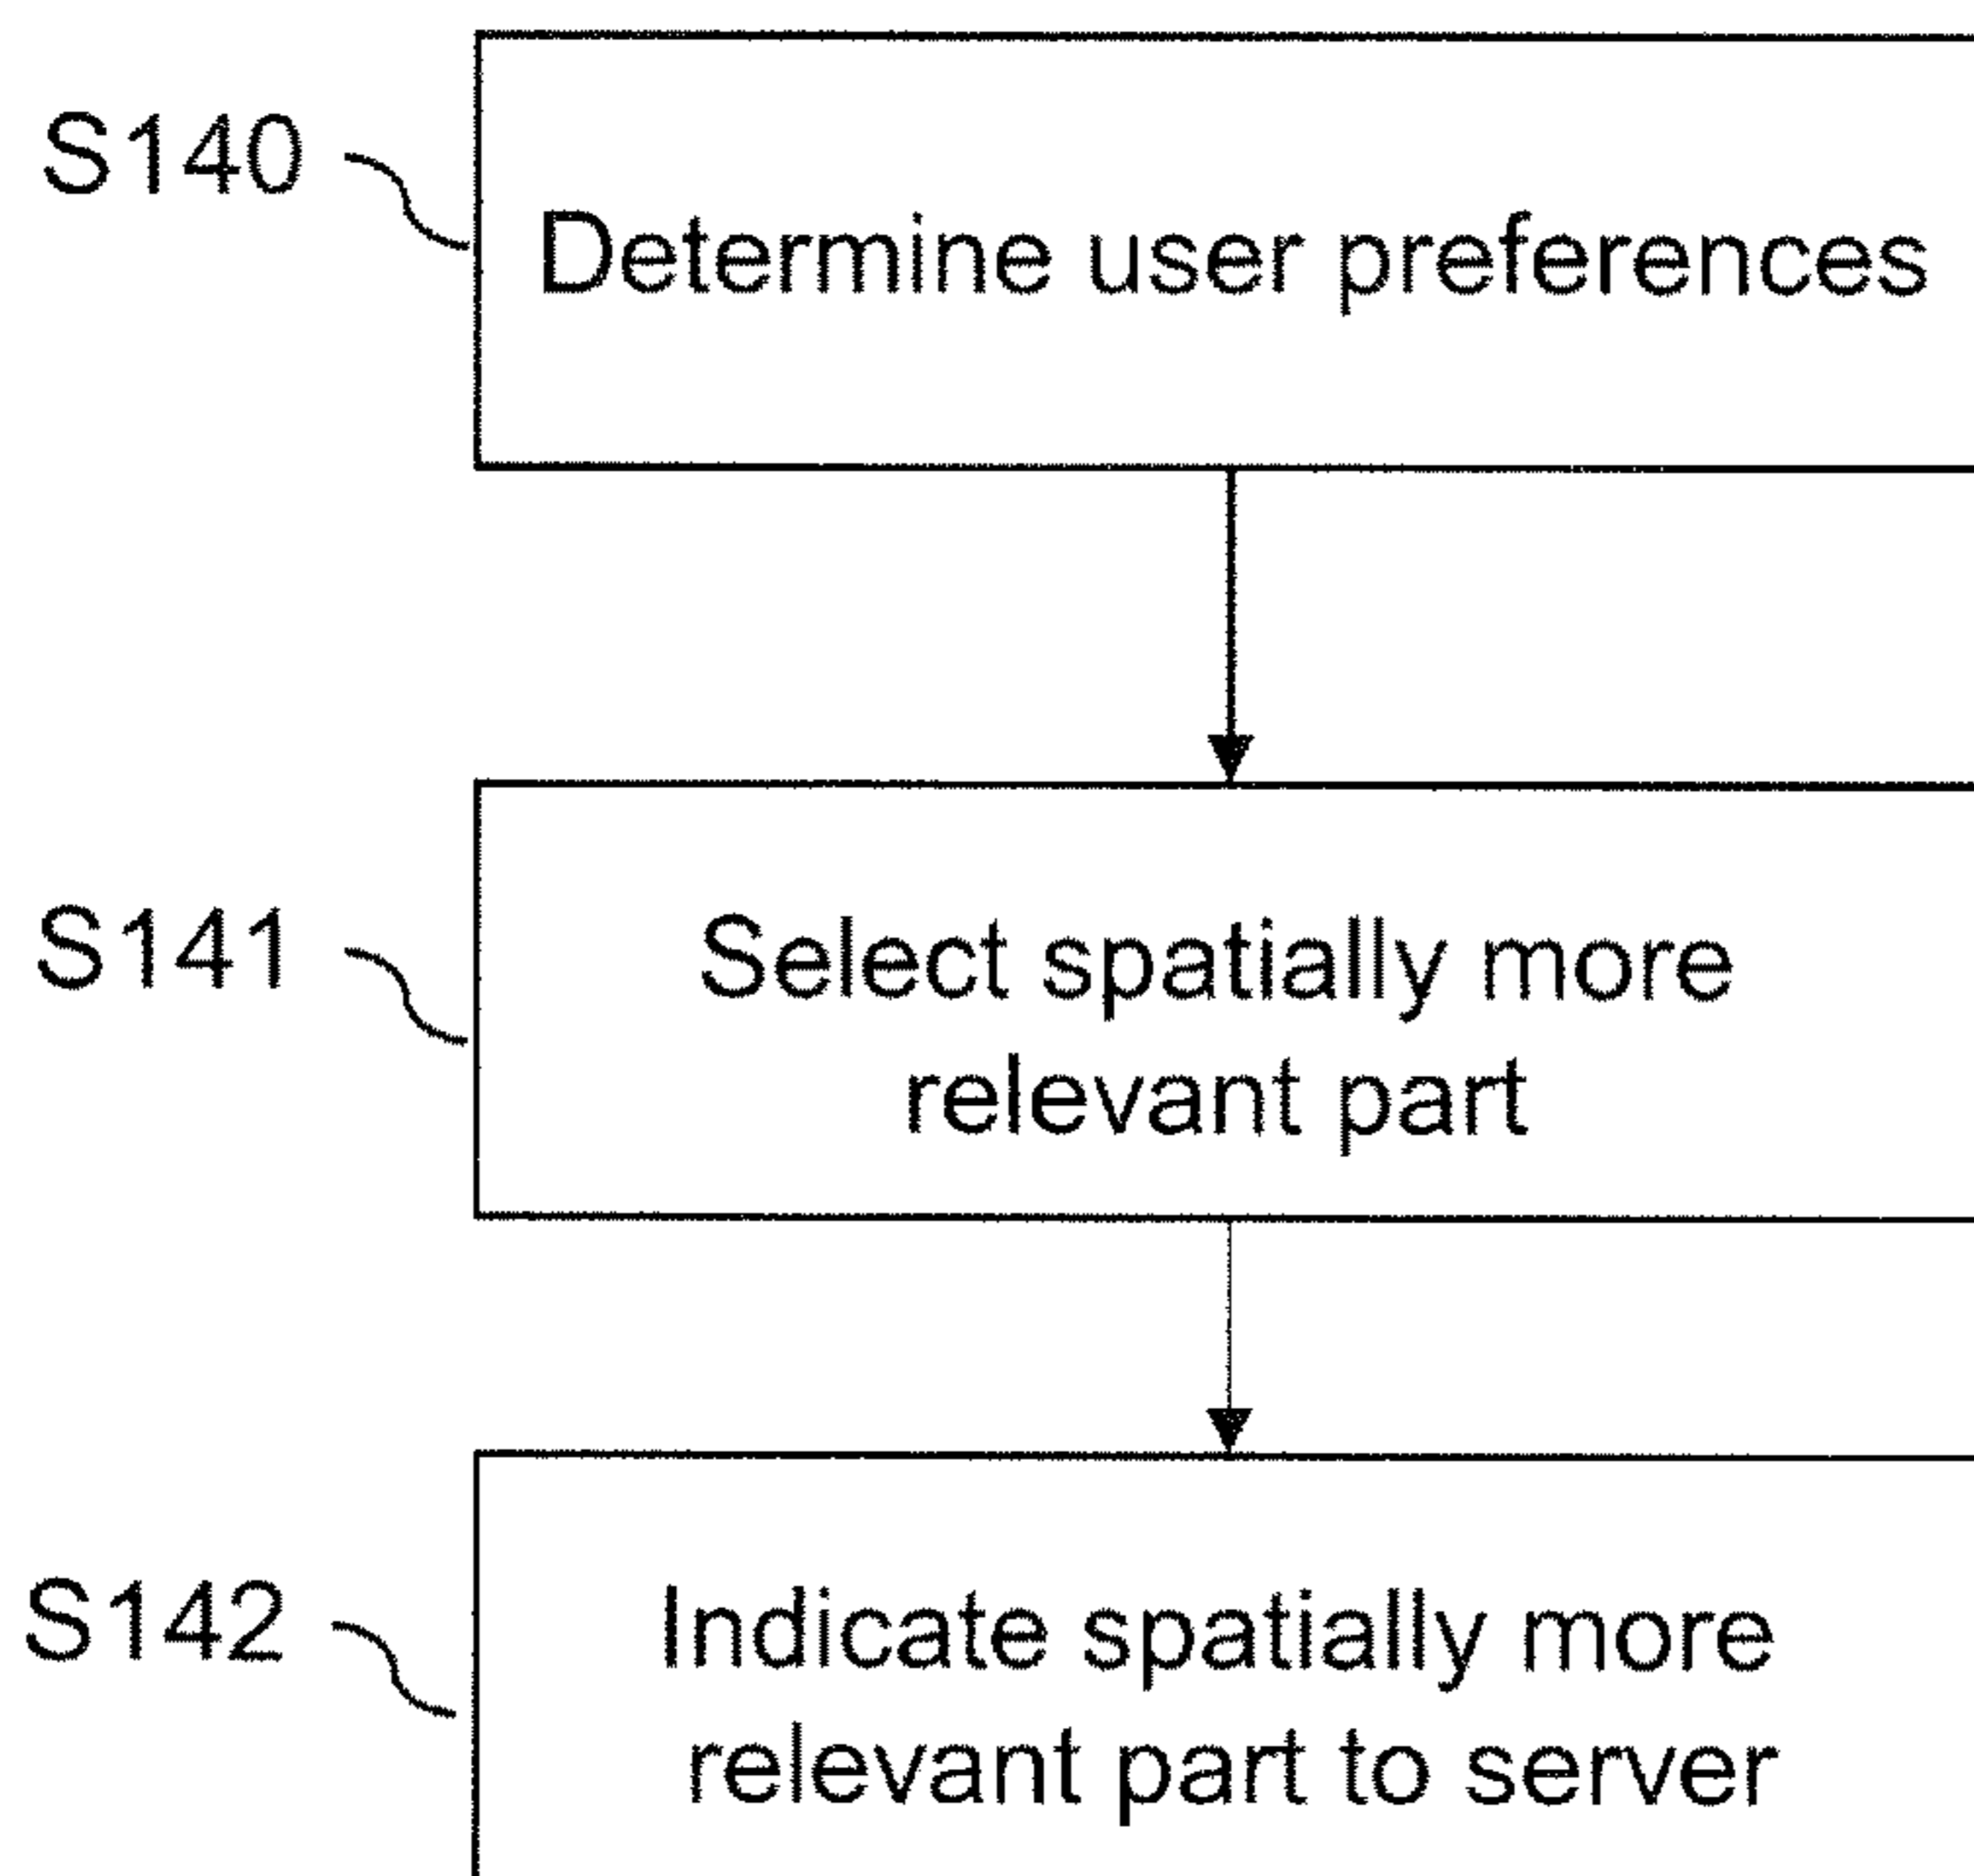 S140
Determine user preferences
S141
Select spatially more
relevant part
S142
Indicate spatially more
relevant part to server